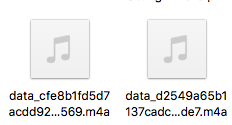 data_cfe8b1fd5d7
acdd92...569.m4a
data_d2549a65b1
137cadc...de7.m4a